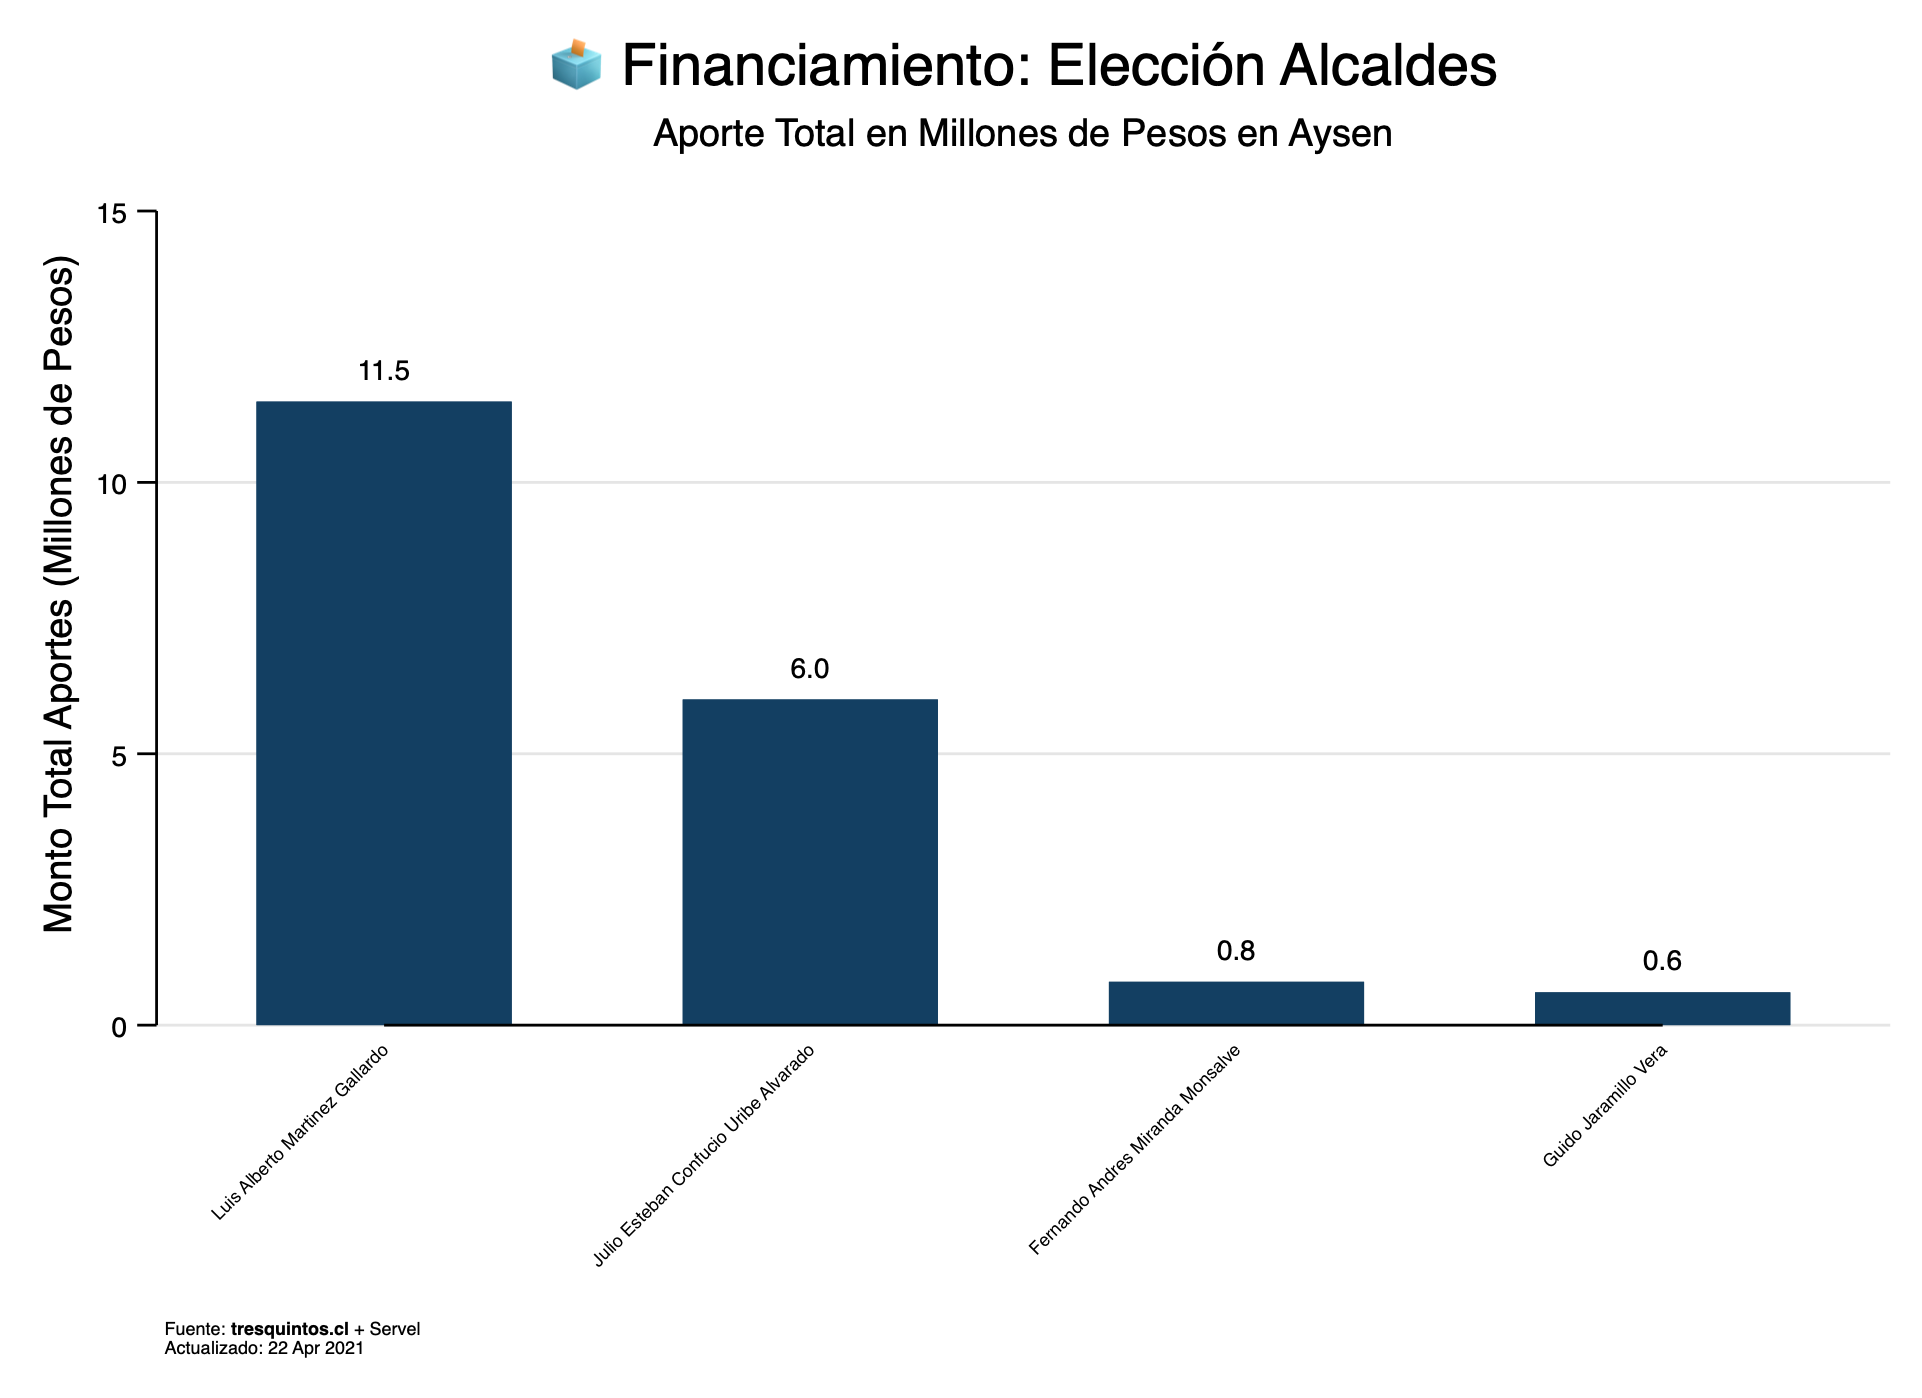 Financiamiento: Elección Alcaldes
Aporte Total en Millones de Pesos en Aysen
Monto Total Aportes (Millones de Pesos)
15
10
5
0
11.5
6.0
0.8
0.6
Luis Alberto Martinez Gallardo
Julio Esteban Confucio Uribe Alvarado
Fernando Andres Miranda Monsalve
Guido Jaramillo Vera
Fuente: tresquintos.cl + Servel
Actualizado: 22 Apr 2021